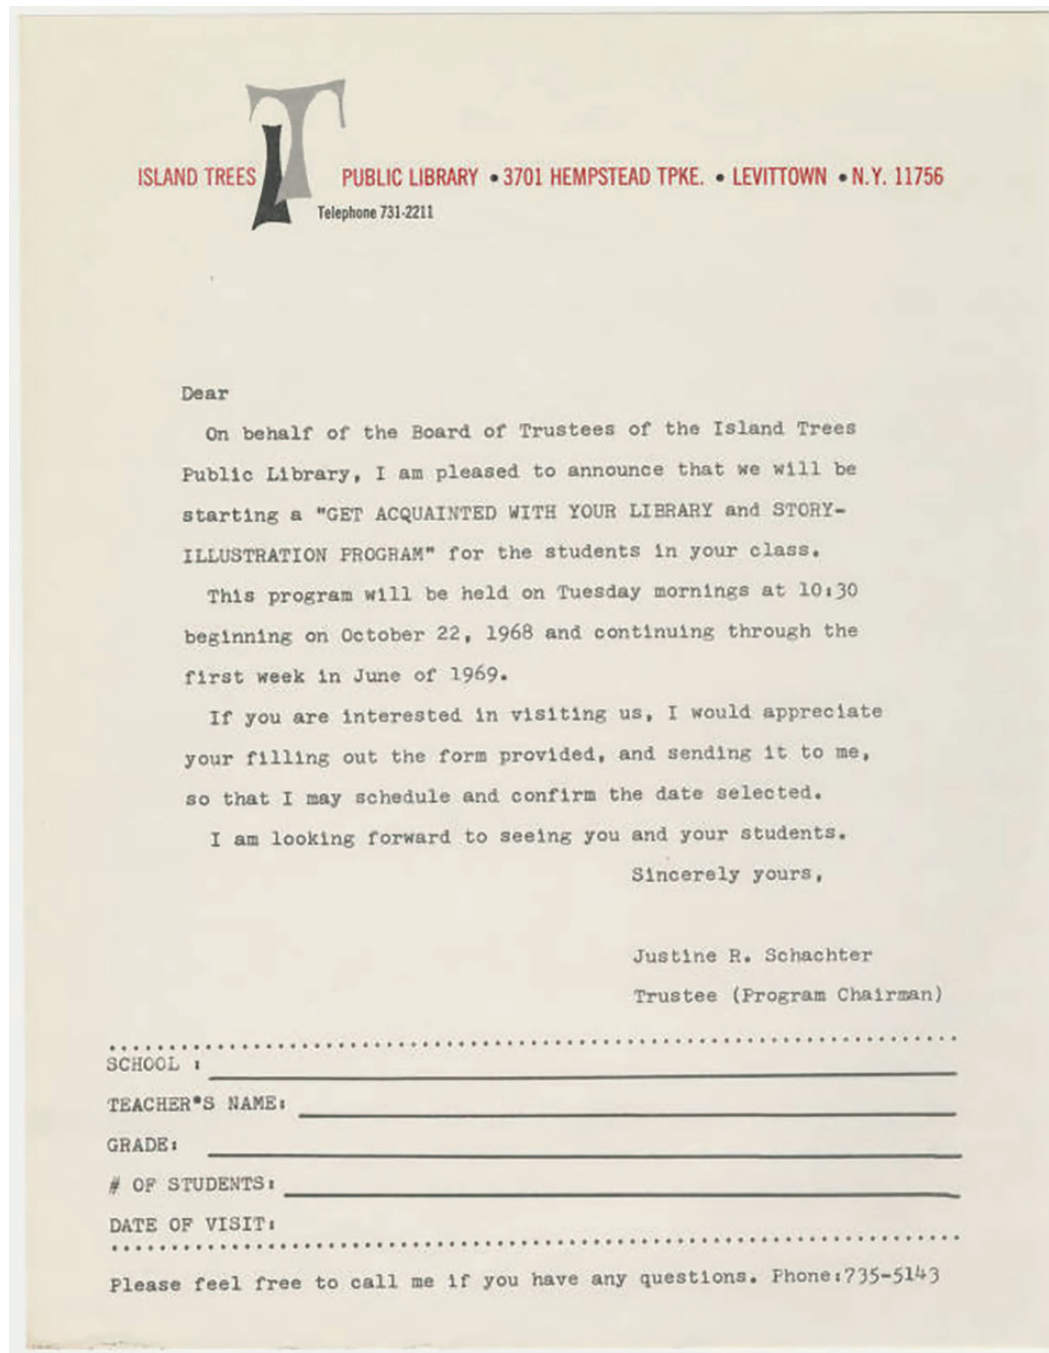 ISLAND TREES IT PUBLIC LIBRARY • 3701 HEMPSTEAD TPKE. • LEVITTOWN • N.Y. 11756
Telephone 731-2211
Dear
On behalf of the Board of Trustees of the Island Trees
Public Library, I am pleased to announce that we will be
starting a "GET ACQUAINTED WITH YOUR LIBRARY and STORY-
ILLUSTRATION PROGRAM" for the students in your class.
This program will be held on Tuesday mornings at 10:30
beginning on October 22, 1968 and continuing through the
first week in June of 1969.
If you are interested in visiting us, I would appreciate
your filling out the form provided, and sending it to me,
so that I may schedule and confirm the date selected.
I am looking forward to seeing you and your students.
Sincerely yours,
Justine R. Schachter
Trustee (Program Chairman)
SCHOOL :
TEACHER'S NAME:
GRADE:
# OF STUDENTS:
DATE OF VISIT:
Please feel free to call me if you have any questions. Phone:735-5143